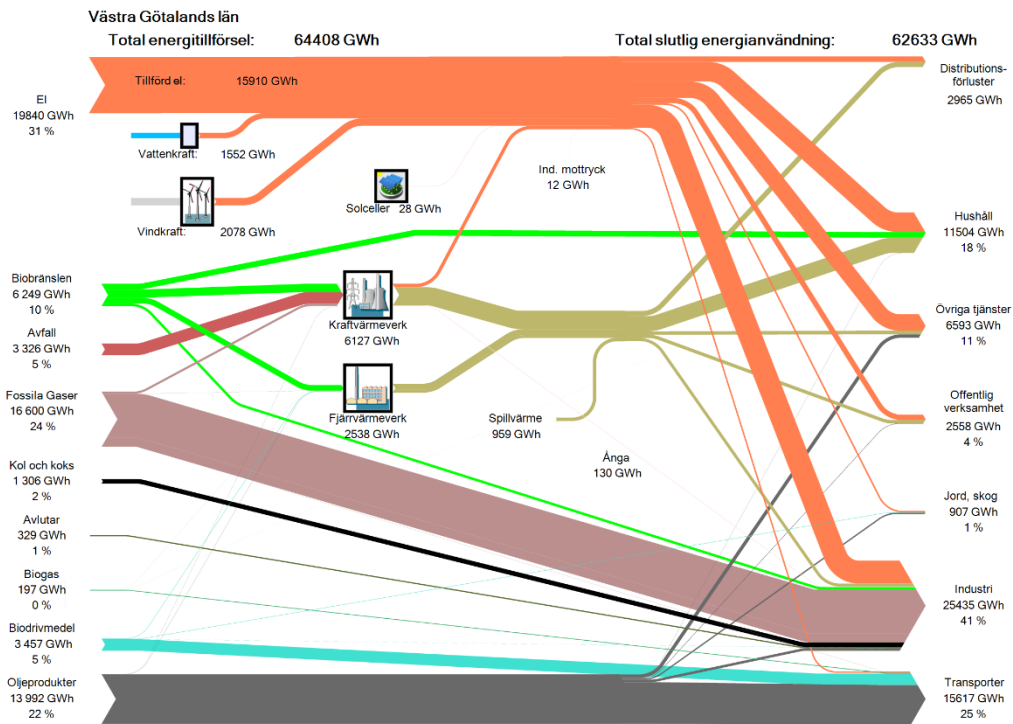 Västra Götalands län
Total energitillförsel: 64408 GWh
Total slutlig energianvändning: 62633 GWh
Tillförd el: 15910 GWh
El
19840 GWh
31 %
Vattenkraft: 1552 GWh
Vindkraft: 2078 GWh
Solceller 28 GWh
Ind. mottryck
12 GWh
Biobränslen
6 249 GWh
10 %
Avfall
3 326 GWh
5 %
Fossila Gaser
16 600 GWh
24 %
Kol och koks
1 306 GWh
2 %
Avlutar
329 GWh
1 %
Biogas
197 GWh
0 %
Biodrivmedel
3 457 GWh
5 %
Oljeprodukter
13 992 GWh
22 %
Kraftvärmeverk
6127 GWh
Fjärrvärmeverk
2538 GWh
Spillvärme
959 GWh
Ånga
130 GWh
Distributions-
förluster
2965 GWh
Hushåll
11504 GWh
18 %
Övriga tjänster
6593 GWh
11 %
Offentlig
verksamhet
2558 GWh
4 %
Jord, skog
907 GWh
1 %
Industri
25435 GWh
41 %
Transporter
15617 GWh
25 %